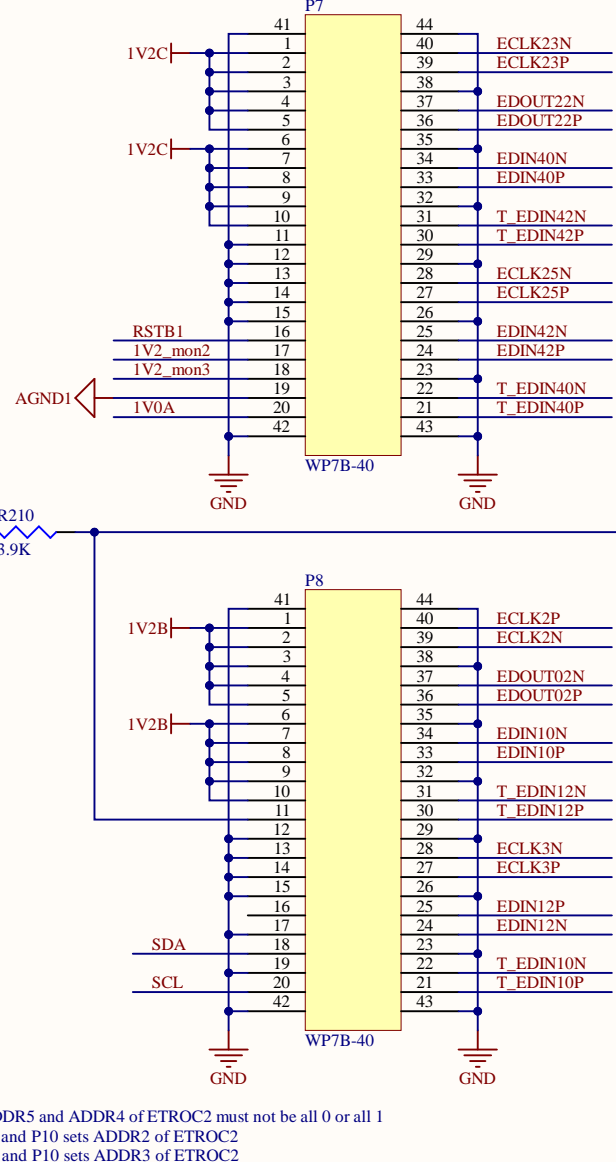 P7
41 44
1V2C 1 40 ECLK23N
2 39 ECLK23P
3 38
4 37 EDOUT22N
5 36 EDOUT22P
1V2C 6 35
7 34 EDIN40N
8 33 EDIN40P
9 32
10 31 T_EDIN42N
11 30 T_EDIN42P
12 29
13 28 ECLK25N
14 27 ECLK25P
15 26
RSTB1 16 25 EDIN42N
1V2_mon2 17 24 EDIN42P
1V2_mon3 18 23
AGND1 19 22 T_EDIN40N
1V0A 20 21 T_EDIN40P
42 43
WP7B-40
GND GND
R210
3.9K
P8
41 44
1V2B 1 40 ECLK2P
2 39 ECLK2N
3 38
4 37 EDOUT02N
5 36 EDOUT02P
1V2B 6 35
7 34 EDIN10N
8 33 EDIN10P
9 32
10 31 T_EDIN12N
11 30 T_EDIN12P
12 29
13 28 ECLK3N
14 27 ECLK3P
15 26
16 25 EDIN12P
17 24 EDIN12N
SDA 18 23
19 22 T_EDIN10N
SCL 20 21 T_EDIN10P
42 43
WP7B-40
GND GND
DDR5 and ADDR4 of ETROC2 must not be all 0 or all 1
and P10 sets ADDR2 of ETROC2
and P10 sets ADDR3 of ETROC2